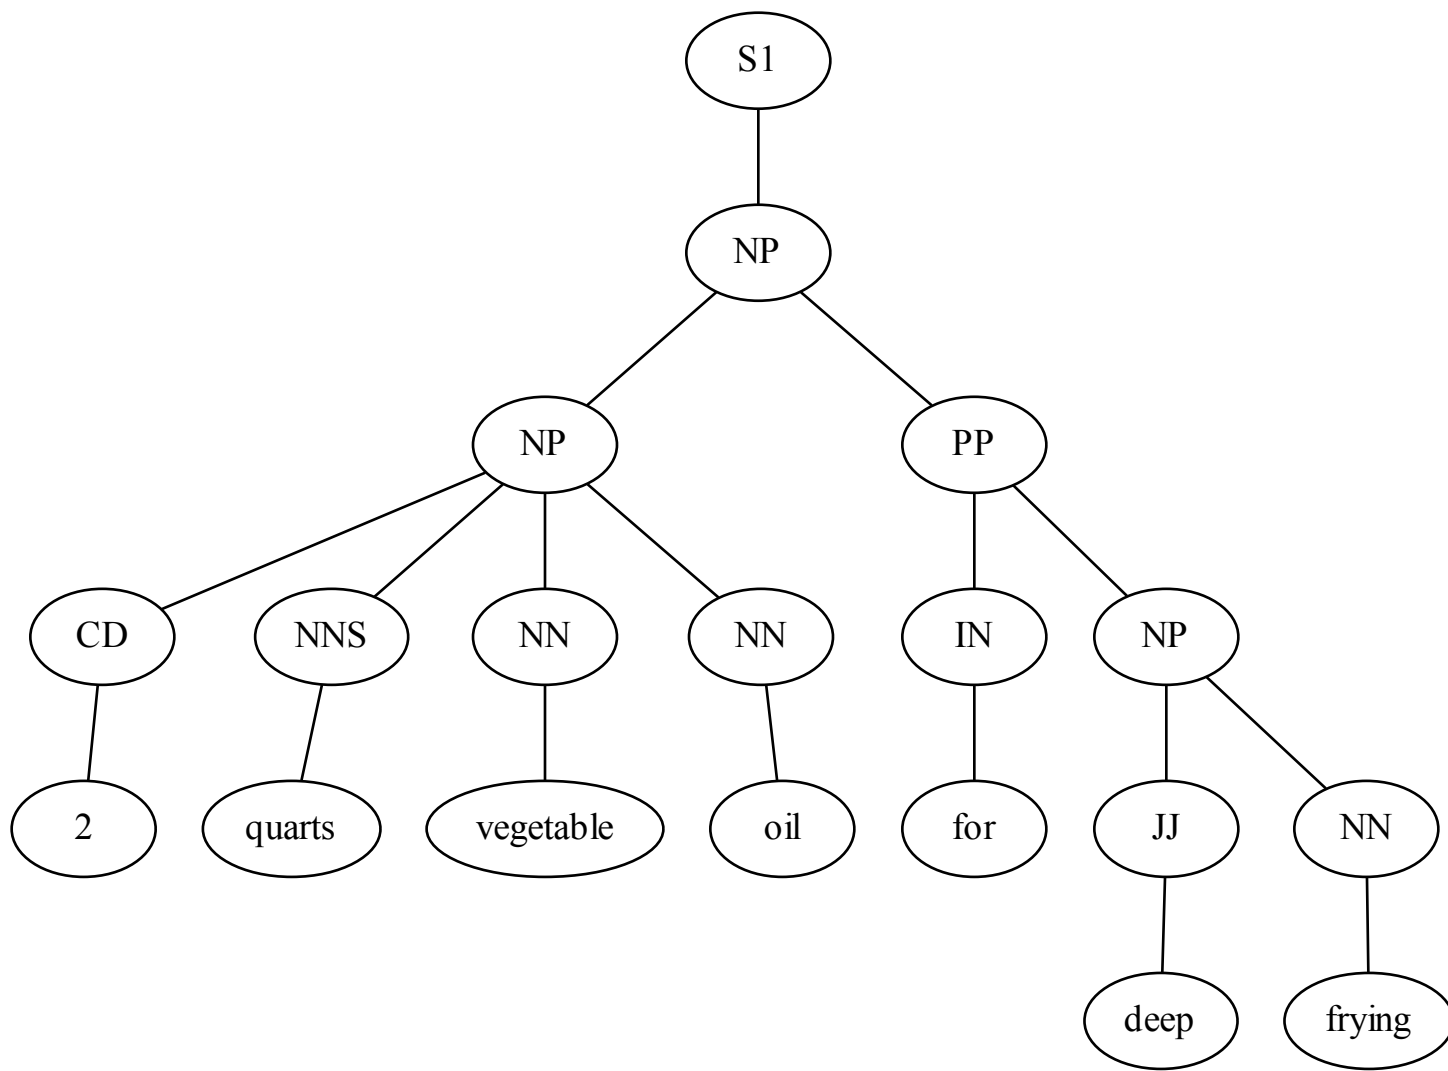 S1
NP
NP PP
CD NNS NN NN IN NP
2 quarts vegetable oil for JJ NN
deep frying